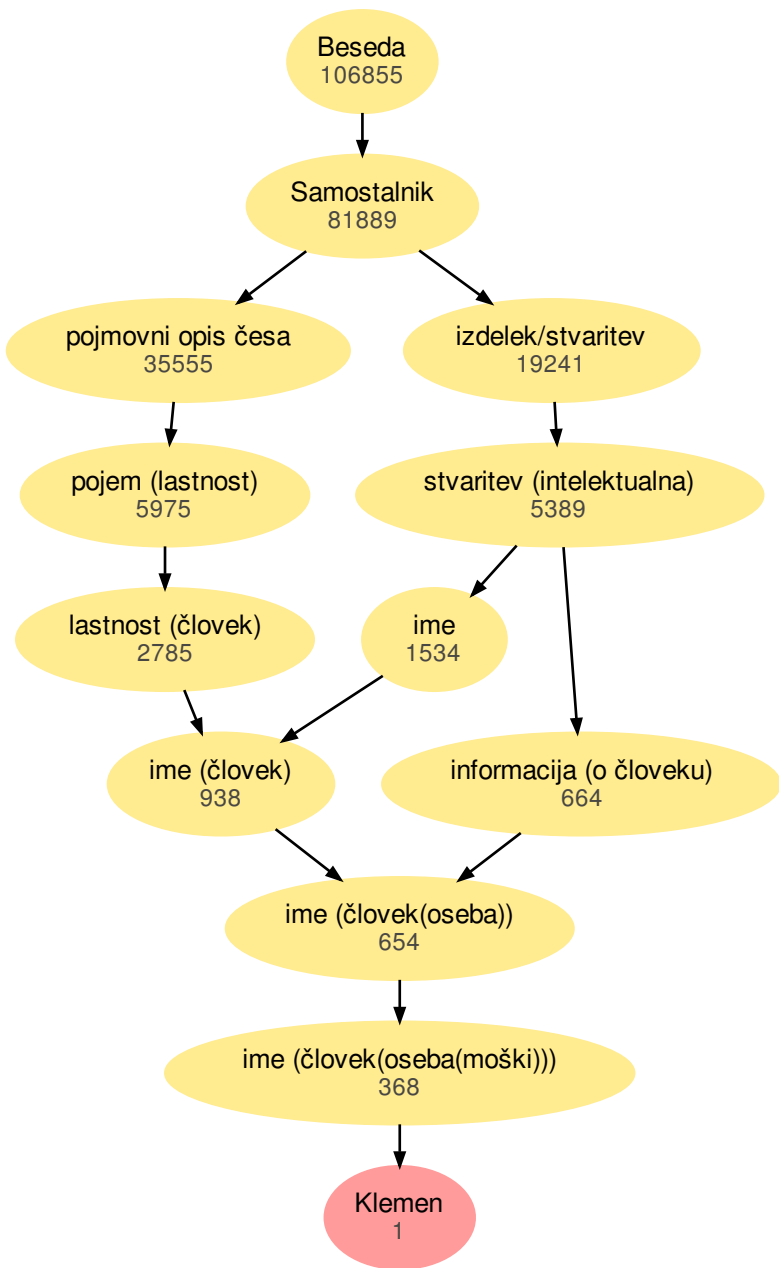 Beseda
106855
Samostalnik
81889
pojmovni opis česa
35555
izdelek/stvaritev
19241
pojem (lastnost)
5975
stvaritev (intelektualna)
5389
lastnost (človek)
2785
ime
1534
ime (človek)
938
informacija (o človeku)
664
ime (človek(oseba))
654
ime (človek(oseba(moški)))
368
Klemen
1